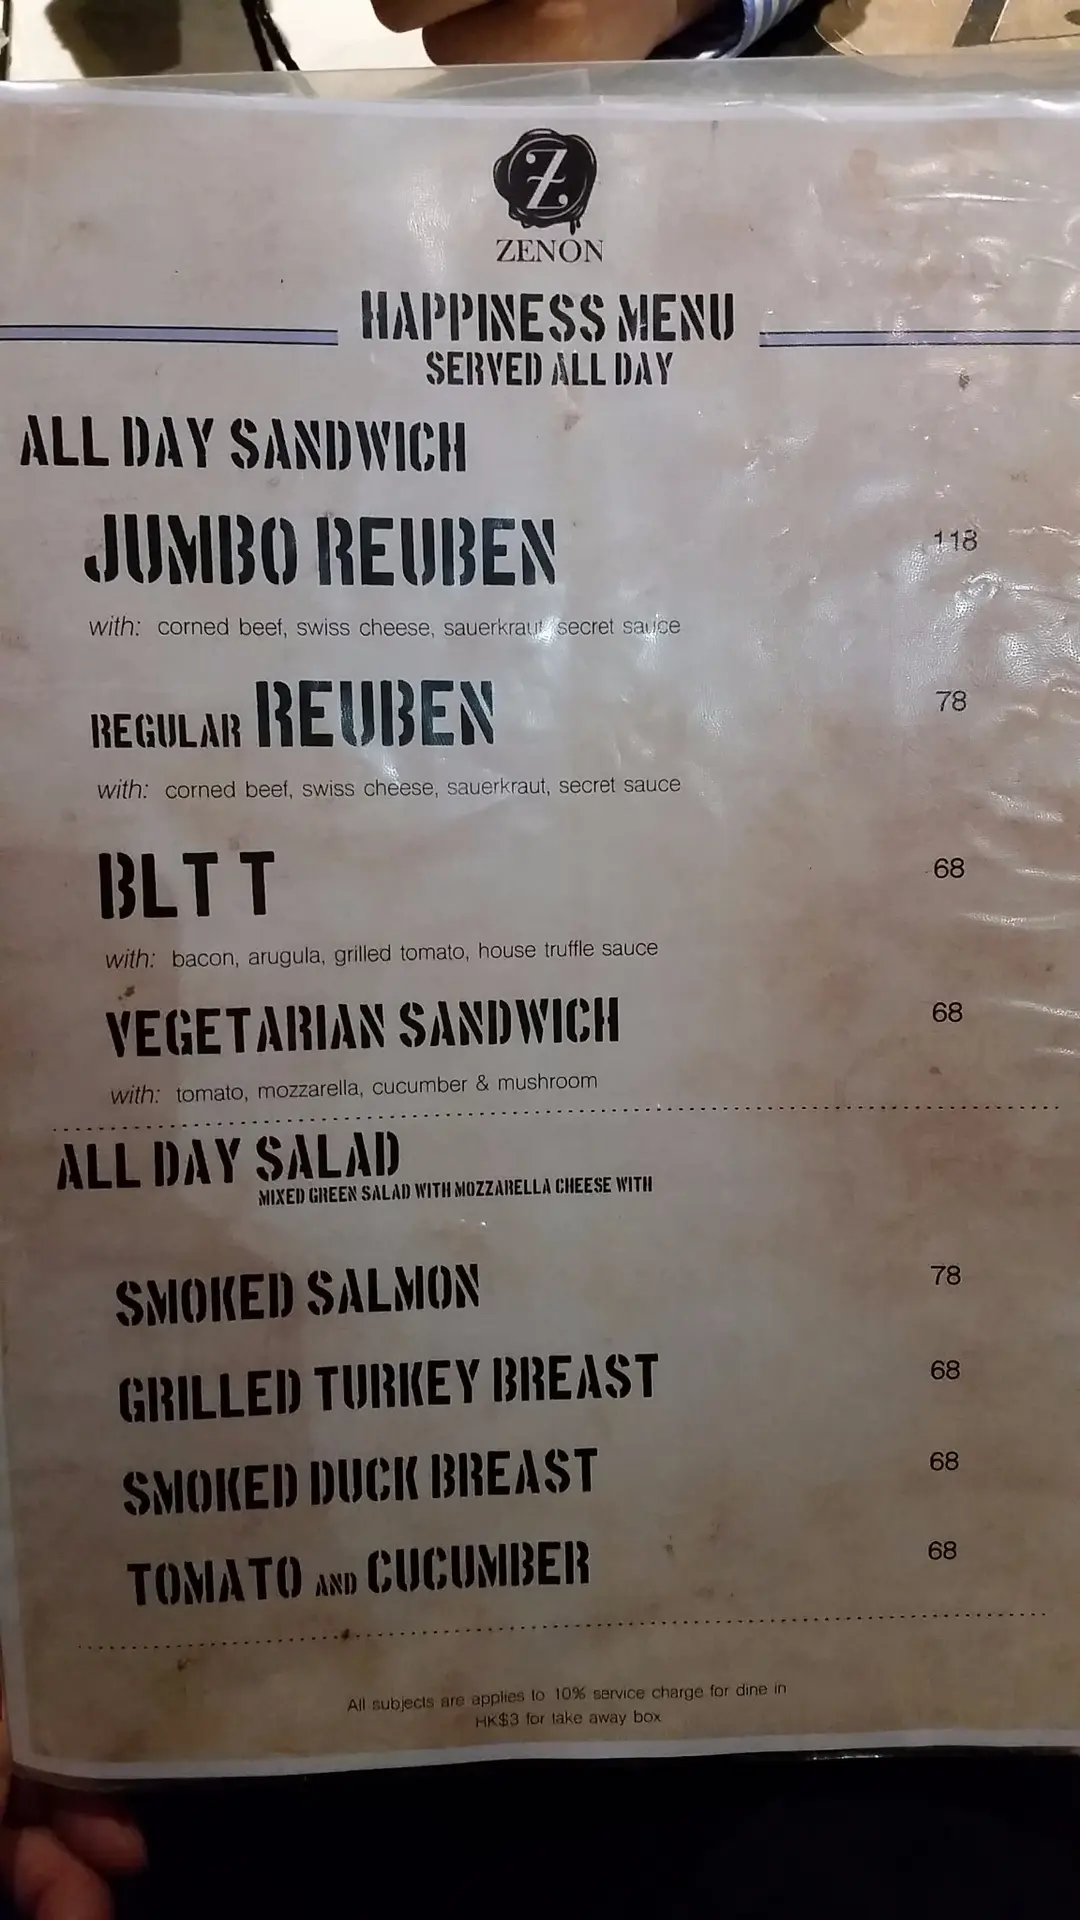 Z
ZENON
HAPPINESS MENU
SERVED ALL DAY
ALL DAY SANDWICH
JUMBO REUBEN 118
with: corned beef, swiss cheese, sauerkraut, secret sauce
REGULAR REUBEN 78
with: corned beef, swiss cheese, sauerkraut, secret sauce
BLT T 68
with: bacon, arugula, grilled tomato, house truffle sauce
VEGETARIAN SANDWICH 68
with: tomato, mozzarella, cucumber & mushroom
ALL DAY SALAD
MIXED GREEN SALAD WITH MOZZARELLA CHEESE WITH
SMOKED SALMON 78
GRILLED TURKEY BREAST 68
SMOKED DUCK BREAST 68
TOMATO AND CUCUMBER 68
All subjects are applies to 10% service charge for dine in
HK$3 for take away box